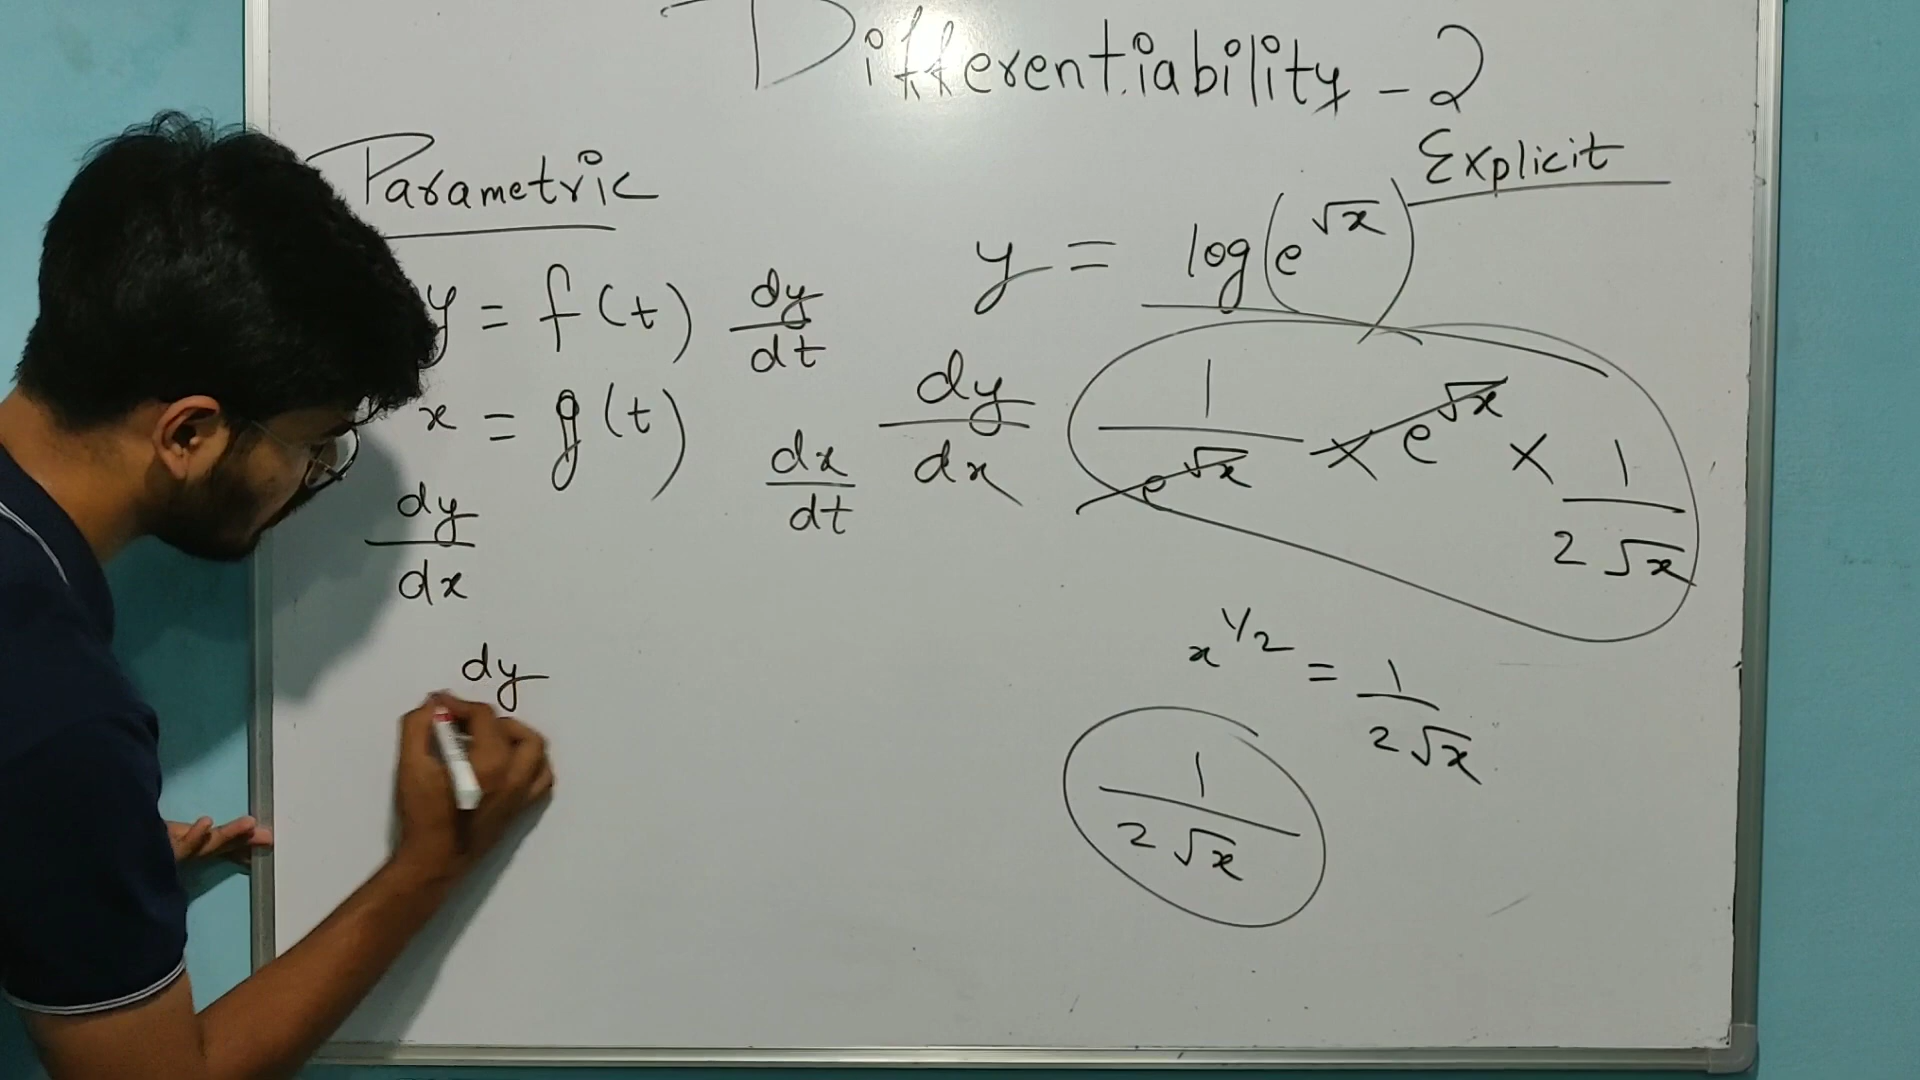 Differentiability - 2
Parametric
y = f(t) dy/dt
x = g(t) dx/dt
dy/dx
dy
Explicit
y = log(e^√x)
dy/dx 1/e^√x × e^√x × 1/2√x
x^1/2 = 1/2√x
1/2√x